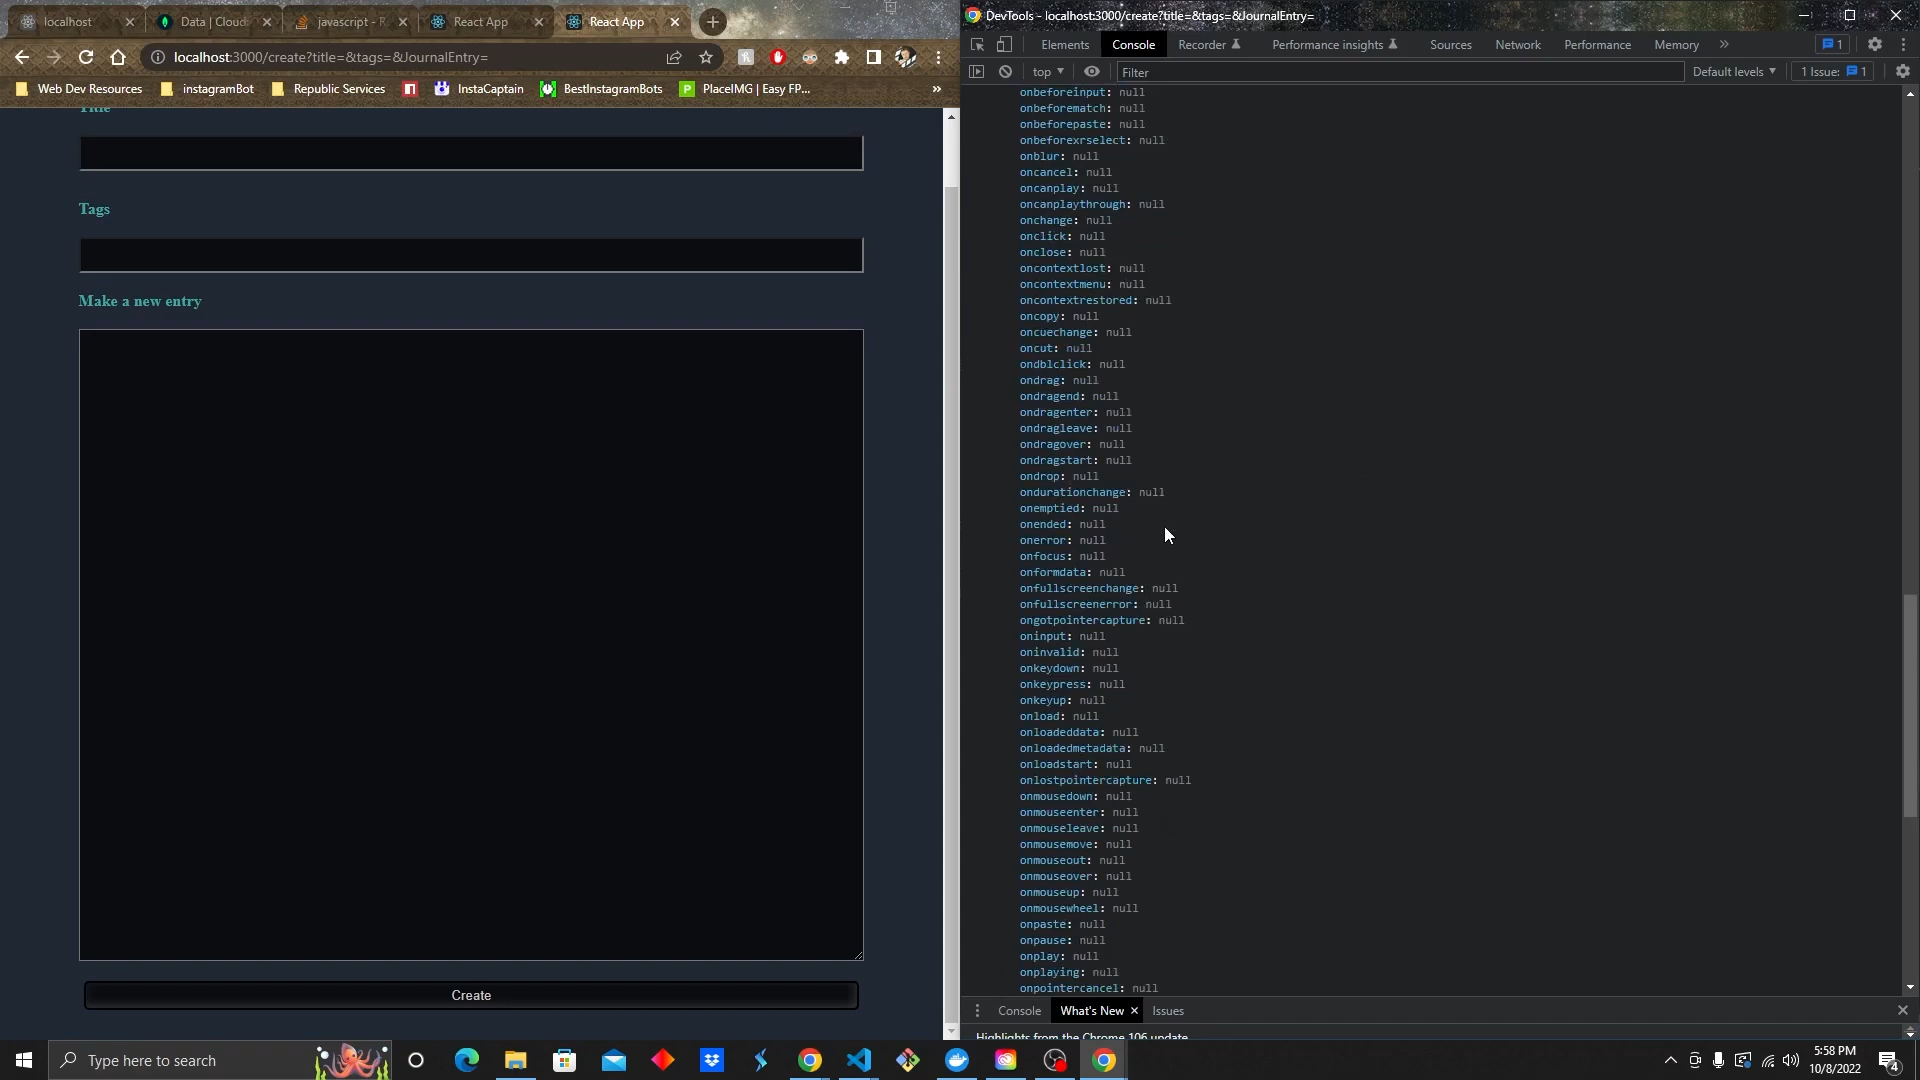 localhost
Data | Cloud
javascript - R
React App
React App
localhost:3000/create?title=&tags=&JournalEntry=
Web Dev Resources
instagramBot
Republic Services
InstaCaptain
BestInstagramBots
PlaceIMG | Easy FP...
»
Title
Tags
Make a new entry
Create
DevTools - localhost:3000/create?title=&tags=&JournalEntry=
Elements
Console
Recorder
Performance insights
Sources
Network
Performance
Memory
»
1
top
Filter
Default levels
1 Issue: 1
onbeforeinput: null
onbeforematch: null
onbeforepaste: null
onbeforexrselect: null
onblur: null
oncancel: null
oncanplay: null
oncanplaythrough: null
onchange: null
onclick: null
onclose: null
oncontextlost: null
oncontextmenu: null
oncontextrestored: null
oncopy: null
oncuechange: null
oncut: null
ondblclick: null
ondrag: null
ondragend: null
ondragenter: null
ondragleave: null
ondragover: null
ondragstart: null
ondrop: null
ondurationchange: null
onemptied: null
onended: null
onerror: null
onfocus: null
onformdata: null
onfullscreenchange: null
onfullscreenerror: null
ongotpointercapture: null
oninput: null
oninvalid: null
onkeydown: null
onkeypress: null
onkeyup: null
onload: null
onloadeddata: null
onloadedmetadata: null
onloadstart: null
onlostpointercapture: null
onmousedown: null
onmouseenter: null
onmouseleave: null
onmousemove: null
onmouseout: null
onmouseover: null
onmouseup: null
onmousewheel: null
onpaste: null
onpause: null
onplay: null
onplaying: null
onpointercancel: null
Console
What's New
Issues
Highlights from the Chrome 106 update
Type here to search
5:58 PM
10/8/2022
4